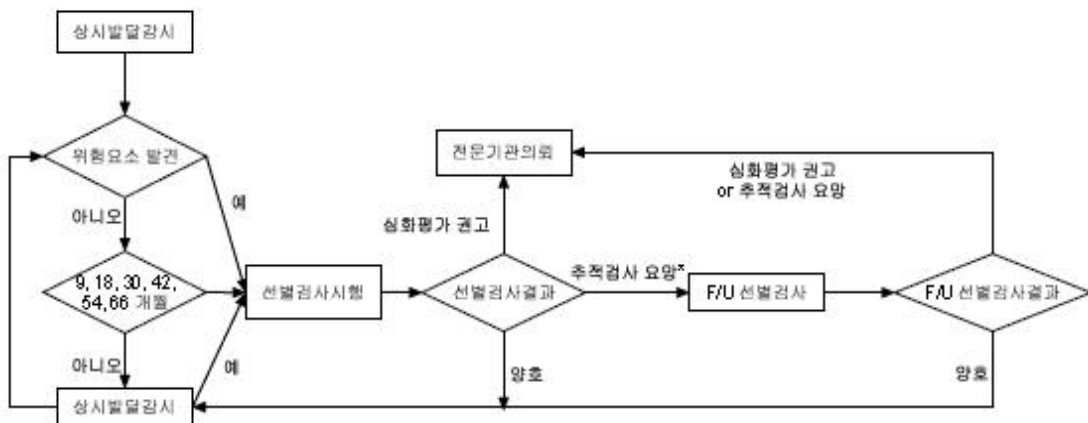 상시발달감시
위험요소 발견
예
아니오
9, 18, 30, 42,
54,66 개월
아니오
예
상시발달감시
선별검사시행
전문기관의뢰
심화평가 권고
선별검사결과
양호
추적검사 요망*
F/U 선별검사
심화평가 권고
or 추적검사 요망
F/U 선별검사결과
양호